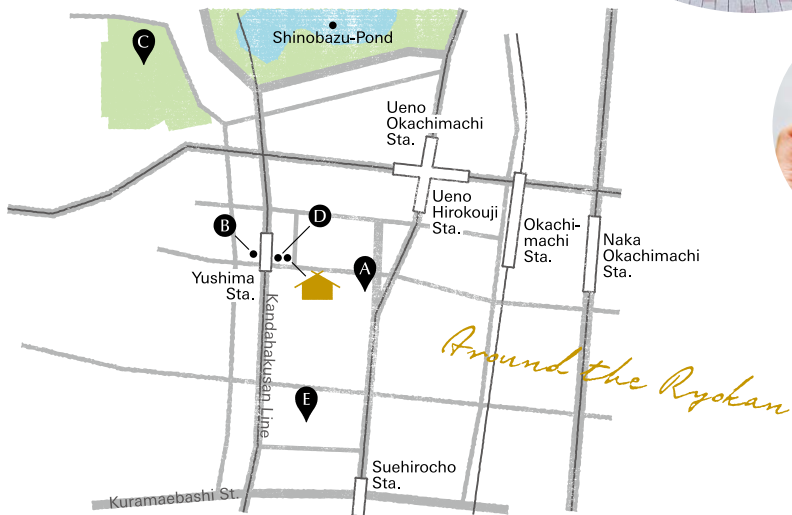 C
Shinobazu-Pond
Ueno
Okachimachi
Sta.
Ueno
Hirokouji
Sta.
B
D
A
Okachi-
machi
Sta.
Naka
Okachimachi
Sta.
Yushima
Sta.
Kandahakusan Line
Around the Ryokan
E
Suehirocho
Sta.
Kuramaebashi St.